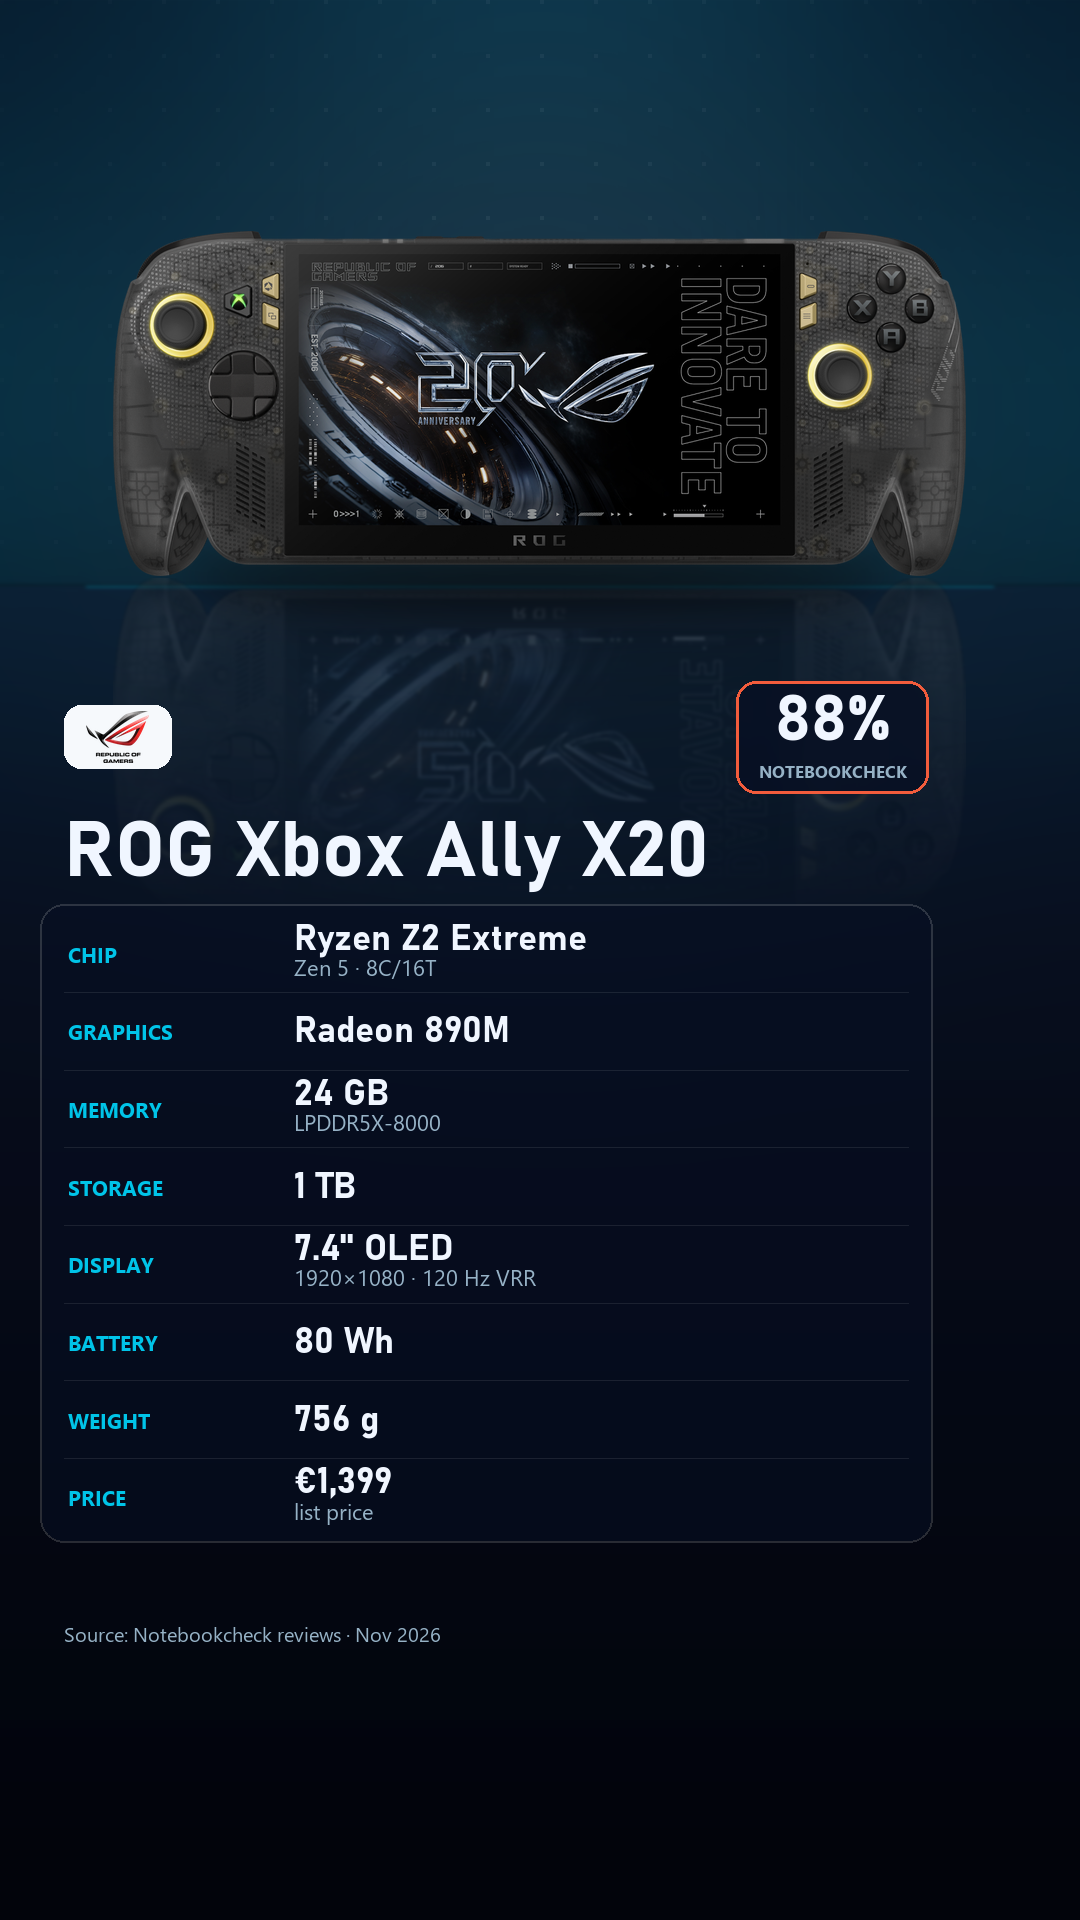 REPUBLIC OF
GAMERS
EST. 2006
20
ANNIVERSARY
DARE TO
INNOVATE
0>>>1
ROG
X
Y
B
A
REPUBLIC OF
GAMERS
88%
NOTEBOOKCHECK
ROG Xbox Ally X20
CHIP
Ryzen Z2 Extreme
Zen 5 · 8C/16T
GRAPHICS
Radeon 890M
MEMORY
24 GB
LPDDR5X-8000
STORAGE
1 TB
DISPLAY
7.4" OLED
1920×1080 · 120 Hz VRR
BATTERY
80 Wh
WEIGHT
756 g
PRICE
€1,399
list price
Source: Notebookcheck reviews · Nov 2026